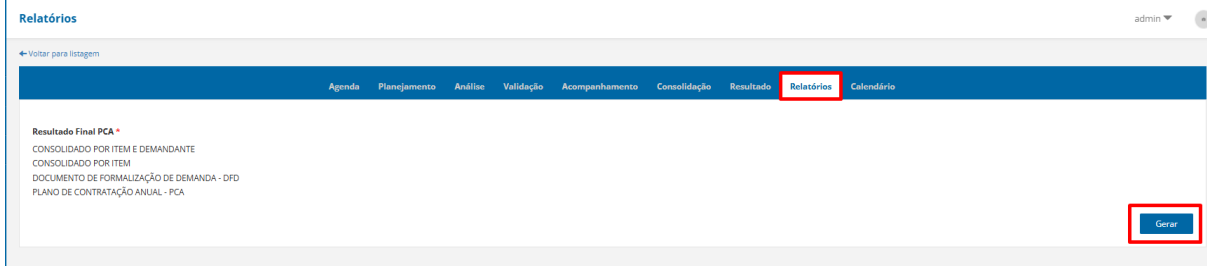 Relatórios
admin
Voltar para listagem
Agenda Planejamento Análise Validação Acompanhamento Consolidação Resultado Relatórios Calendário
Resultado Final PCA *
CONSOLIDADO POR ITEM E DEMANDANTE
CONSOLIDADO POR ITEM
DOCUMENTO DE FORMALIZAÇÃO DE DEMANDA - DFD
PLANO DE CONTRATAÇÃO ANUAL - PCA
Gerar